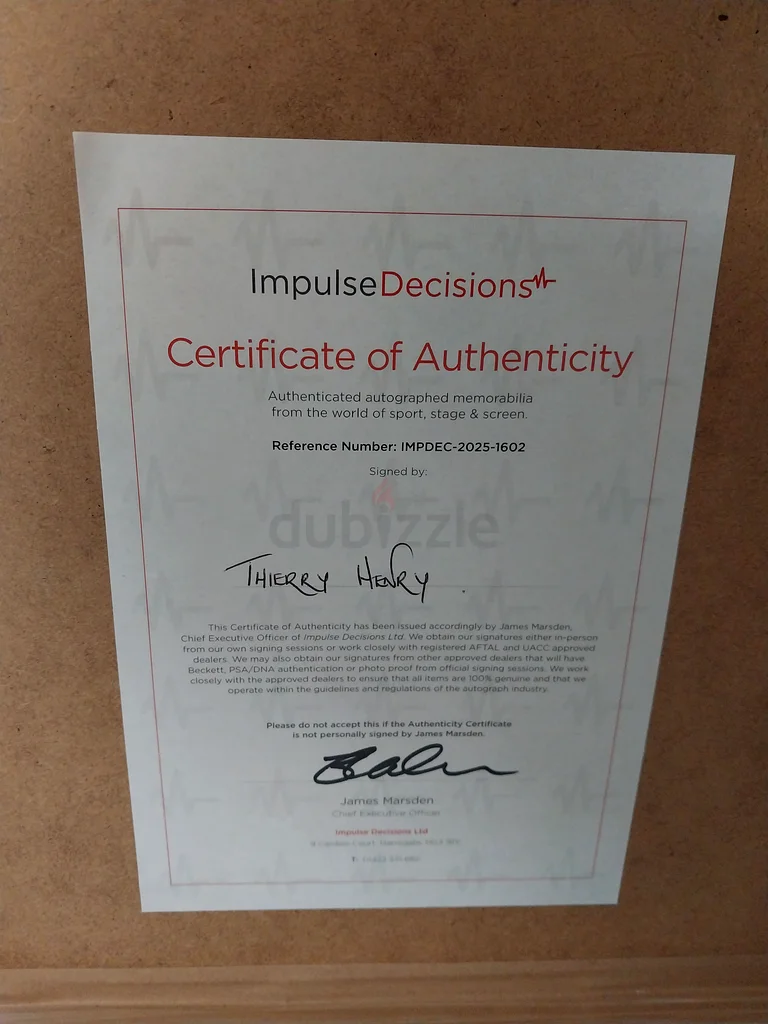 ImpulseDecisions
Certificate of Authenticity
Authenticated autographed memorabilia
from the world of sport, stage & screen.
Reference Number: IMPDEC-2025-1602
Signed by:
dubizzle
THIERRY HENRY .
This Certificate of Authenticity has been issued accordingly by James Marsden,
Chief Executive Officer of Impulse Decisions Ltd. We obtain our signatures either in-person
from our own signing sessions or work closely with registered AFTAL and UACC approved
dealers. We may also obtain our signatures from other approved dealers that will have
Beckett, PSA/DNA authentication or photo proof from official signing sessions. We work
closely with the approved dealers to ensure that all items are 100% genuine and that we
operate within the guidelines and regulations of the autograph industry.
Please do not accept this if the Authenticity Certificate
is not personally signed by James Marsden.
James Marsden
Chief Executive Officer
Impulse Decisions Ltd
T: